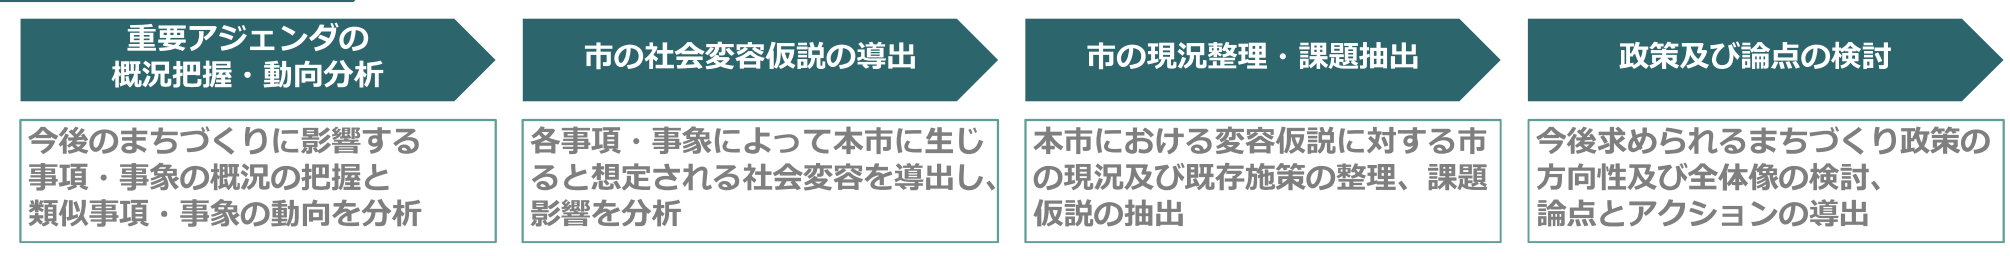 重要アジェンダの
概況把握・動向分析
今後のまちづくりに影響する
事項・事象の概況の把握と
類似事項・事象の動向を分析
市の社会変容仮説の導出
各事項・事象によって本市に生じ
ると想定される社会変容を導出し、
影響を分析
市の現況整理・課題抽出
本市における変容仮説に対する市
の現況及び既存施策の整理、課題
仮説の抽出
政策及び論点の検討
今後求められるまちづくり政策の
方向性及び全体像の検討、
論点とアクションの導出